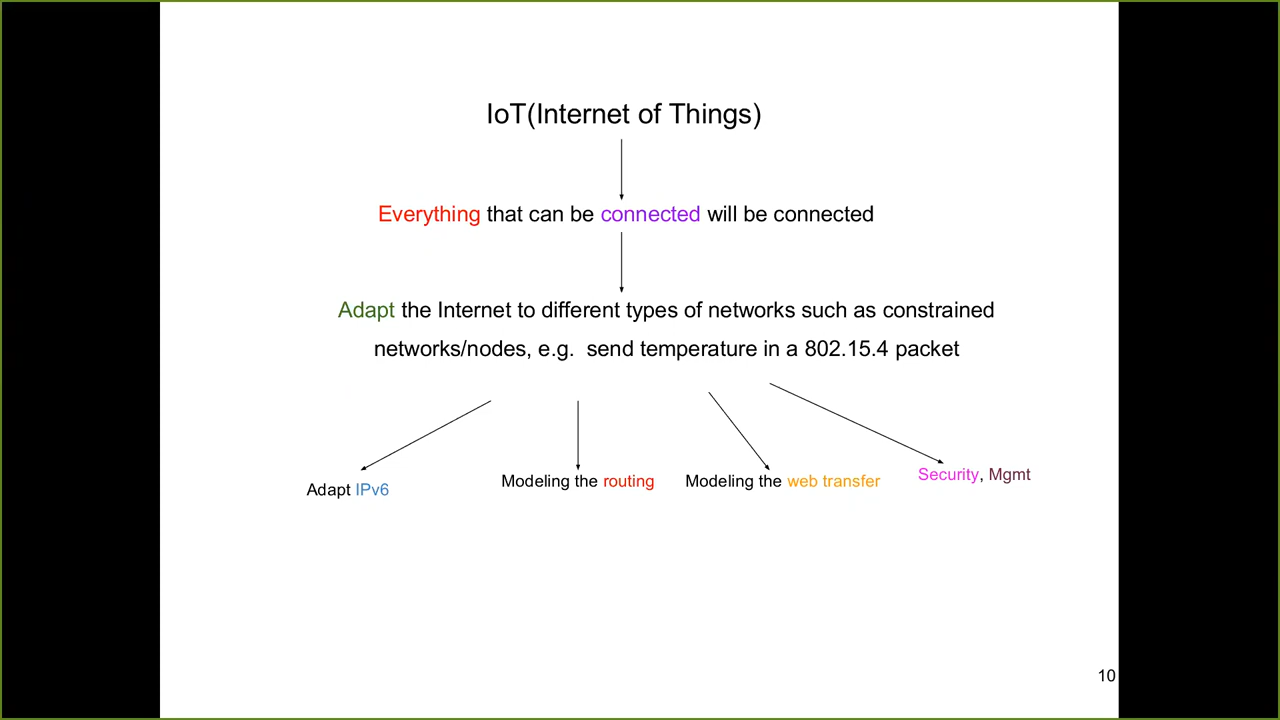 IoT(Internet of Things)
Everything that can be connected will be connected
Adapt the Internet to different types of networks such as constrained
networks/nodes, e.g.  send temperature in a 802.15.4 packet
Adapt IPv6
Modeling the routing
Modeling the web transfer
Security, Mgmt
10